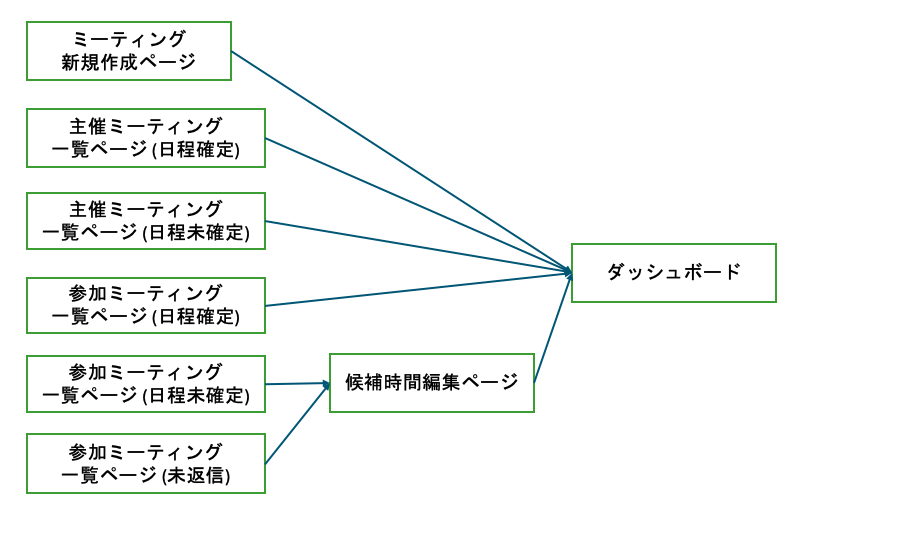 ミーティング
新規作成ページ
主催ミーティング
一覧ページ (日程確定)
主催ミーティング
一覧ページ (日程未確定)
参加ミーティング
一覧ページ (日程確定)
参加ミーティング
一覧ページ (日程未確定)
参加ミーティング
一覧ページ (未返信)
候補時間編集ページ
ダッシュボード